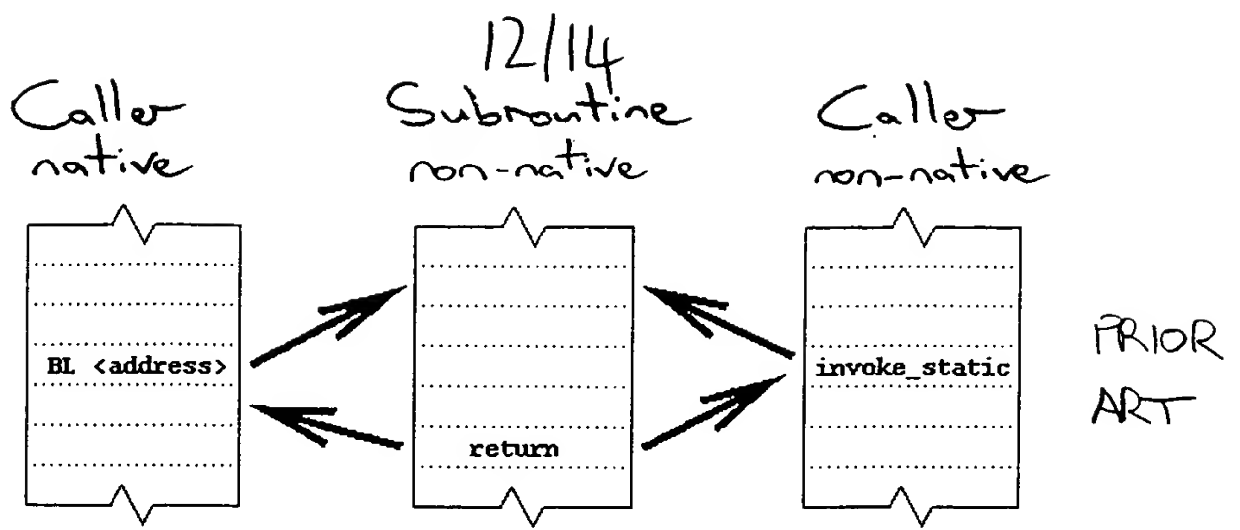 12/14
Caller
native
Subroutine
non-native
Caller
non-native
BL <address>
return
invoke_static
PRIOR
ART